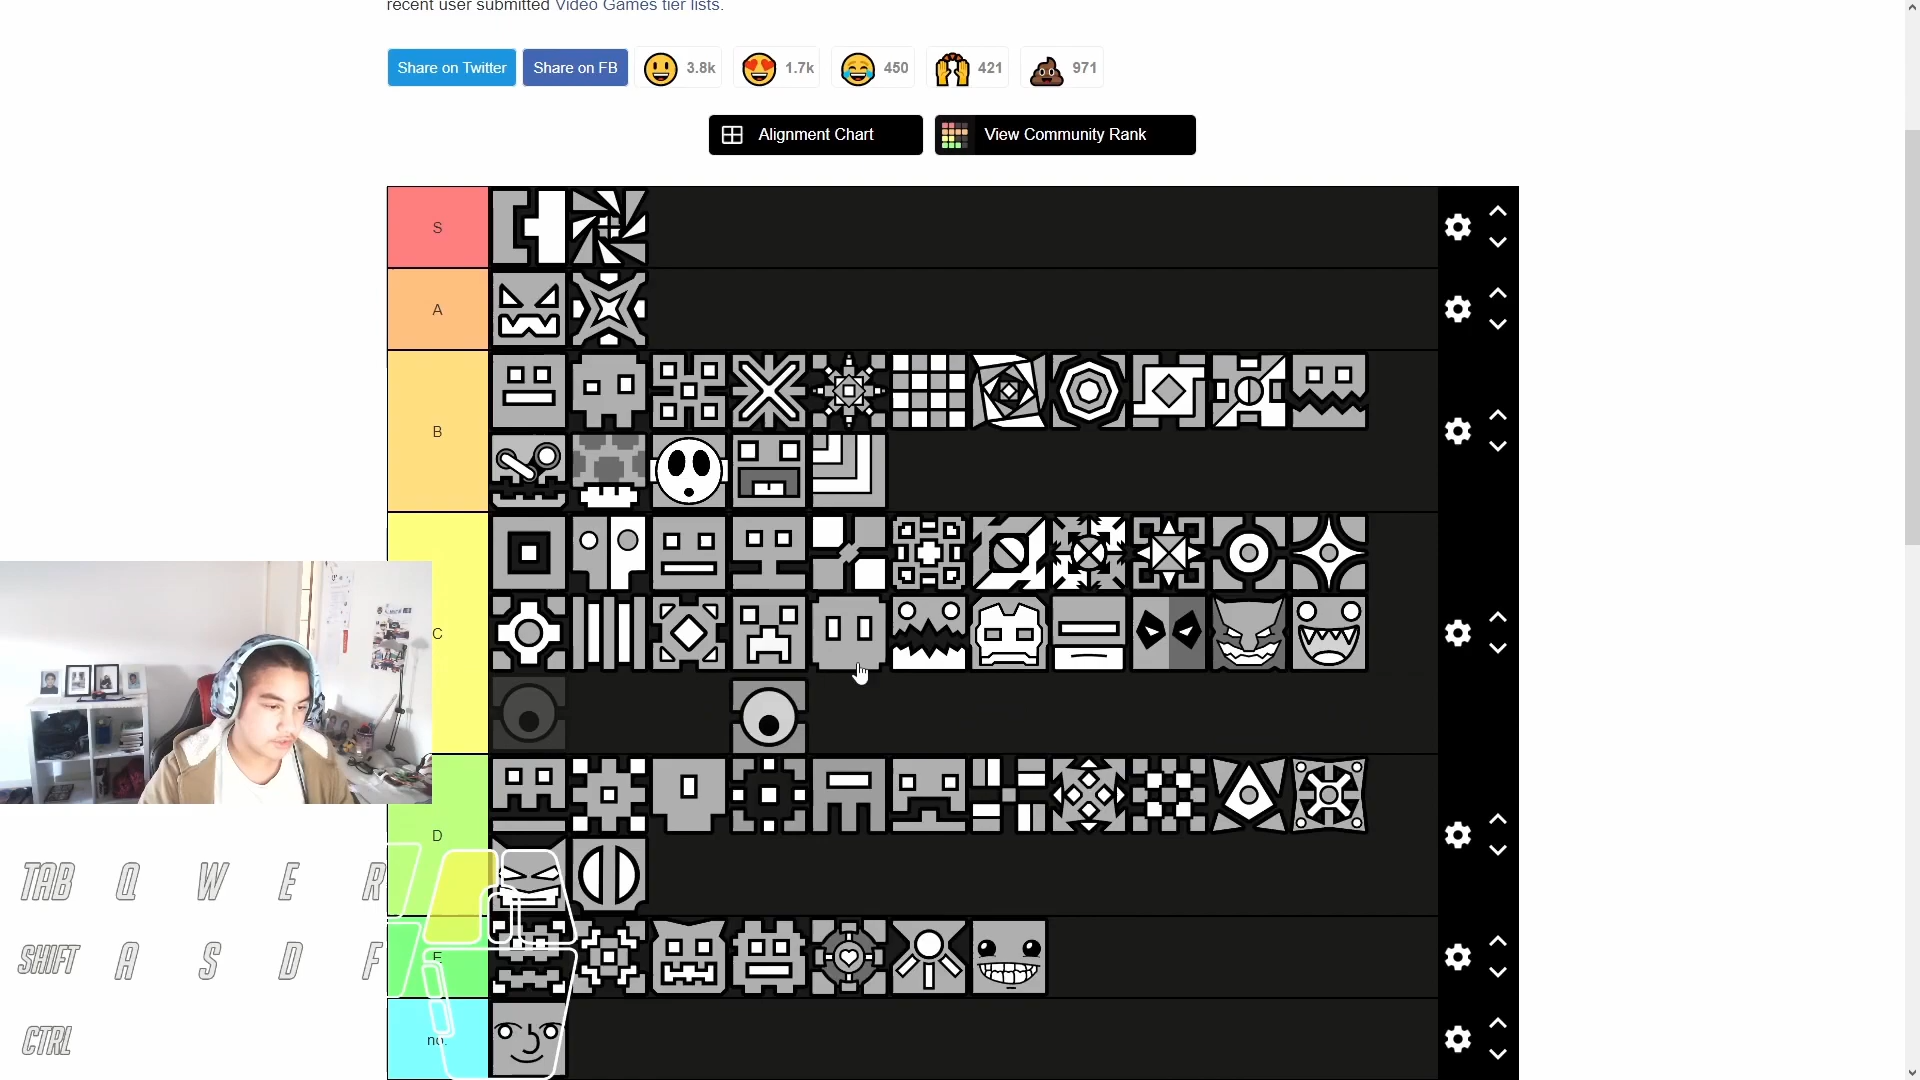 recent user submitted Video Games tier lists.
Share on Twitter
Share on FB
3.8k
1.7k
450
421
971
Alignment Chart
View Community Rank
S
A
B
C
D
E
no.
TAB Q W E R
SHIFT A S D F
CTRL